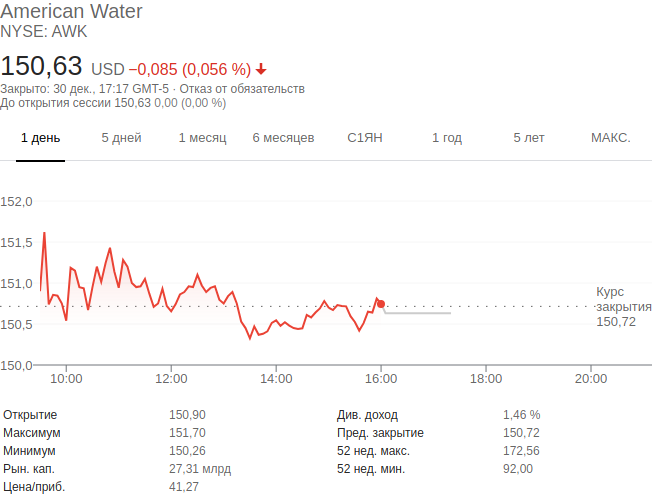 American Water
NYSE: AWK
150,63 USD −0,085 (0,056 %)
Закрыто: 30 дек., 17:17 GMT-5 · Отказ от обязательств
До открытия сессии 150,63 0,00 (0,00 %)
1 день 5 дней 1 месяц 6 месяцев С1ЯН 1 год 5 лет МАКС.
152,0
151,5
151,0
150,5
150,0
Курс
закрытия
150,72
10:00 12:00 14:00 16:00 18:00 20:00
Открытие 150,90 Див. доход 1,46 %
Максимум 151,70 Пред. закрытие 150,72
Минимум 150,26 52 нед. макс. 172,56
Рын. кап. 27,31 млрд 52 нед. мин. 92,00
Цена/приб. 41,27